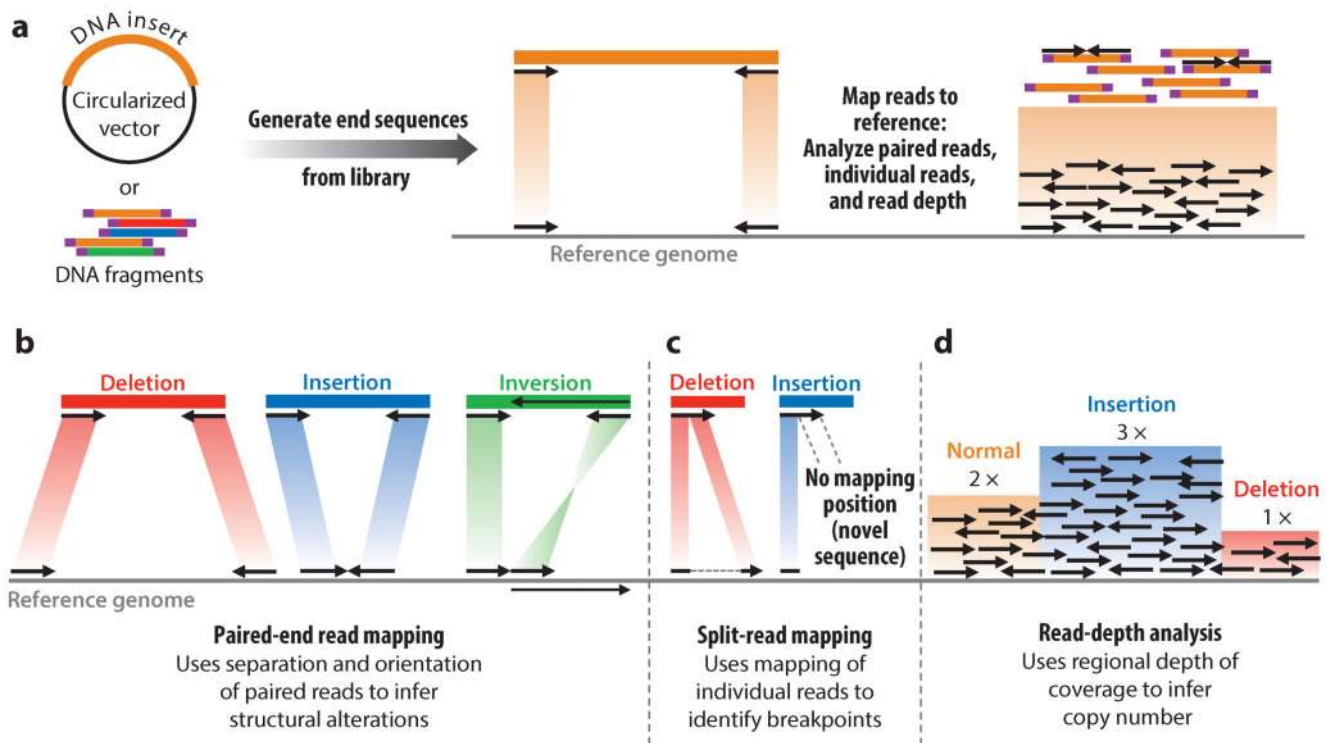 a
DNA insert
Circularized
vector
or
DNA fragments
Generate end sequences
from library
Map reads to
reference:
Analyze paired reads,
individual reads,
and read depth
Reference genome
b
Deletion
Insertion
Inversion
Reference genome
Paired-end read mapping
Uses separation and orientation
of paired reads to infer
structural alterations
c
Deletion
Insertion
No mapping
position
(novel
sequence)
Split-read mapping
Uses mapping of
individual reads to
identify breakpoints
d
Normal
2 ×
Insertion
3 ×
Deletion
1 ×
Read-depth analysis
Uses regional depth of
coverage to infer
copy number